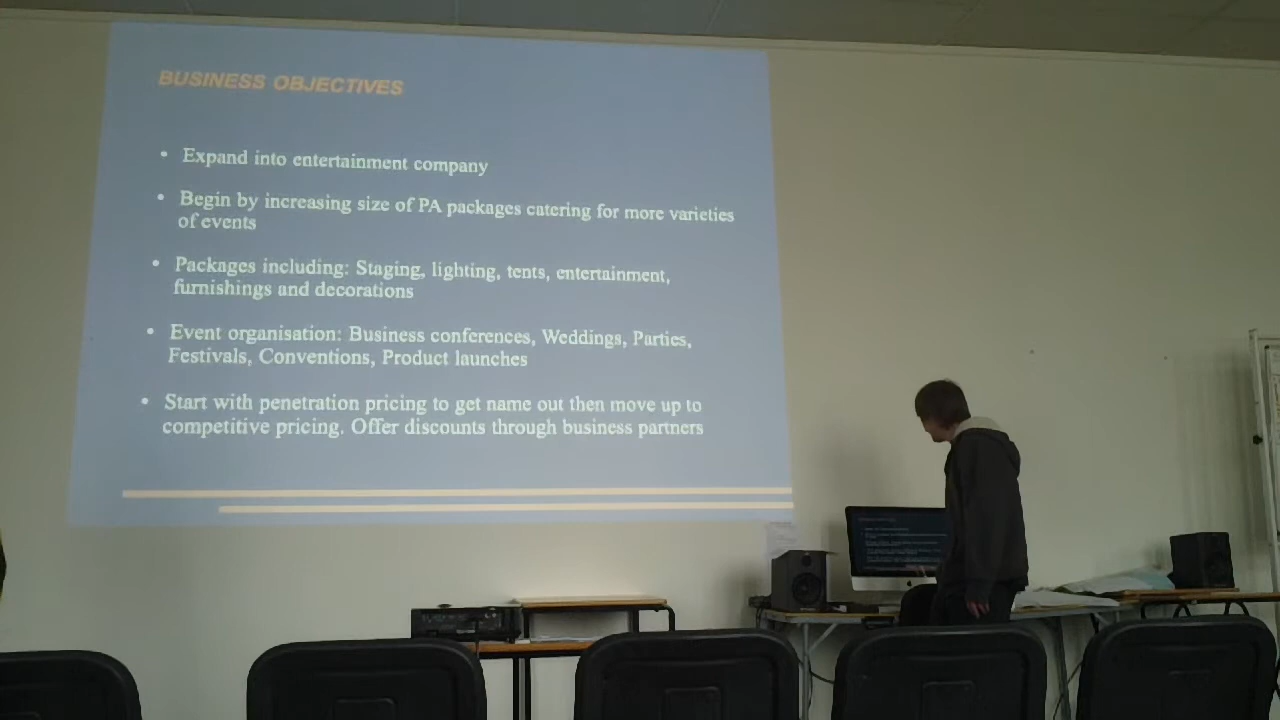 BUSINESS OBJECTIVES
• Expand into entertainment company
• Begin by increasing size of PA packages catering for more varieties
of events
• Packages including: Staging, lighting, tents, entertainment,
furnishings and decorations
• Event organisation: Business conferences, Weddings, Parties,
Festivals, Conventions, Product launches
• Start with penetration pricing to get name out then move up to
competitive pricing. Offer discounts through business partners